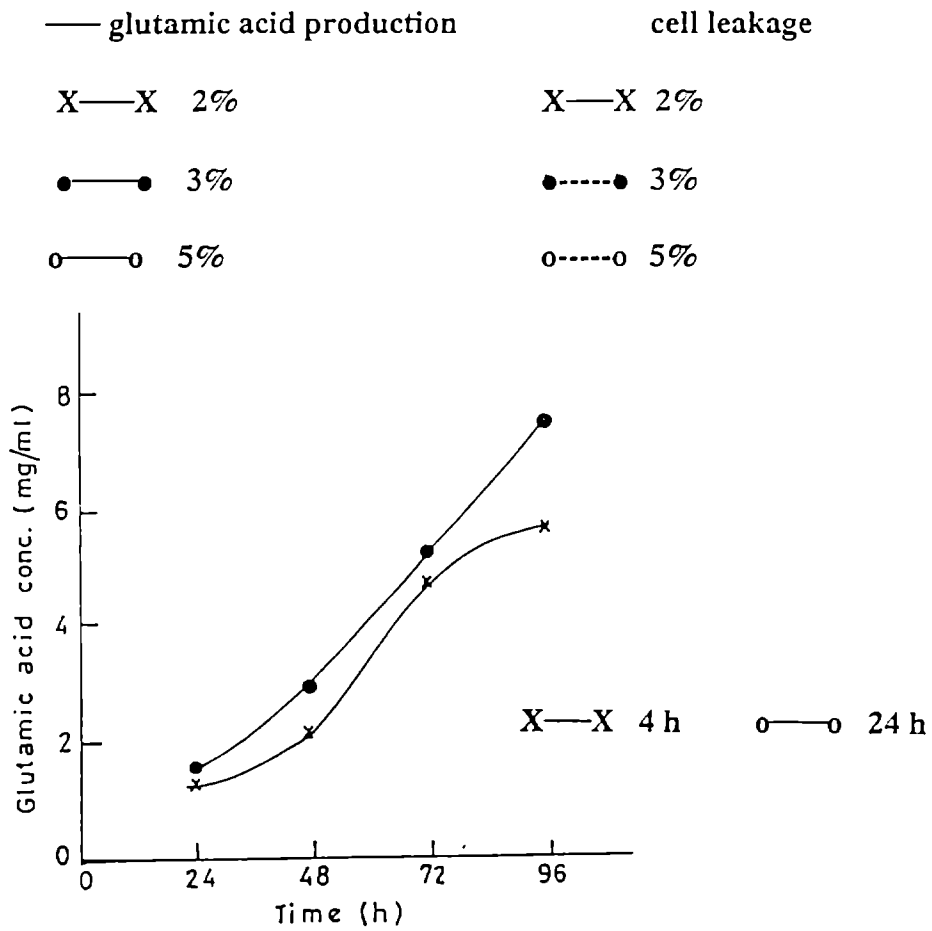 — glutamic acid production cell leakage
X—X 2% X—X 2%
●—● 3% ●-----● 3%
o—o 5% o-----o 5%
8
6
4
2
0
Glutamic acid conc. (mg/ml)
X—X 4 h o—o 24 h
0 24 48 72 96
Time (h)